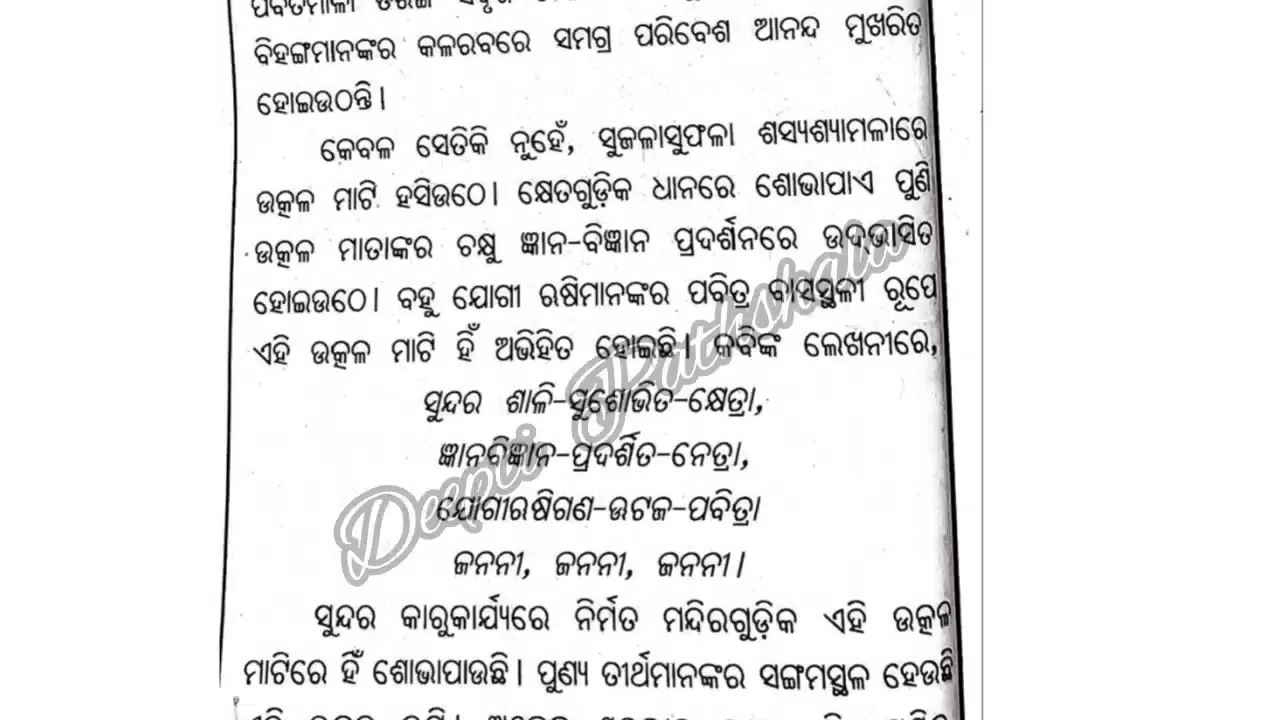 ବିହଙ୍ଗମାନଙ୍କର କଳରବରେ ସମଗ୍ର ପରିବେଶ ଆନନ୍ଦ ମୁଖରିତ
ହୋଇଉଠନ୍ତି।
କେବଳ ସେତିକି ନୁହେଁ, ସୁଜଳାସୁଫଳା ଶସ୍ୟଶ୍ୟାମଳାରେ
ଉତ୍କଳ ମାଟି ହସିଉଠେ। କ୍ଷେତଗୁଡ଼ିକ ଧାନରେ ଶୋଭାପାଏ ପୁଣି
ଉତ୍କଳ ମାତାଙ୍କର ଚକ୍ଷୁ ଜ୍ଞାନ-ବିଜ୍ଞାନ ପ୍ରଦର୍ଶନରେ ଉଦ୍ଭାସିତ
ହୋଇଉଠେ। ବହୁ ଯୋଗୀ ଋଷିମାନଙ୍କର ପବିତ୍ର ବାସସ୍ଥଳୀ ରୂପେ
ଏହି ଉତ୍କଳ ମାଟି ହିଁ ଅଭିହିତ ହୋଇଛି। କବିଙ୍କ ଲେଖନୀରେ,
ସୁନ୍ଦର ଶାଳି-ସୁଶୋଭିତ-କ୍ଷେତ୍ରା,
ଜ୍ଞାନବିଜ୍ଞାନ-ପ୍ରଦର୍ଶିତ-ନେତ୍ରା,
ଯୋଗୀଋଷିଗଣ-ଉଟଜ-ପବିତ୍ରା
ଜନନୀ, ଜନନୀ, ଜନନୀ।
ସୁନ୍ଦର କାରୁକାର୍ଯ୍ୟରେ ନିର୍ମିତ ମନ୍ଦିରଗୁଡ଼ିକ ଏହି ଉତ୍କଳ
ମାଟିରେ ହିଁ ଶୋଭାପାଉଛି। ପୁଣ୍ୟ ତୀର୍ଥମାନଙ୍କର ସଙ୍ଗମସ୍ଥଳ ହେଉଛି
Deepti Pathshala